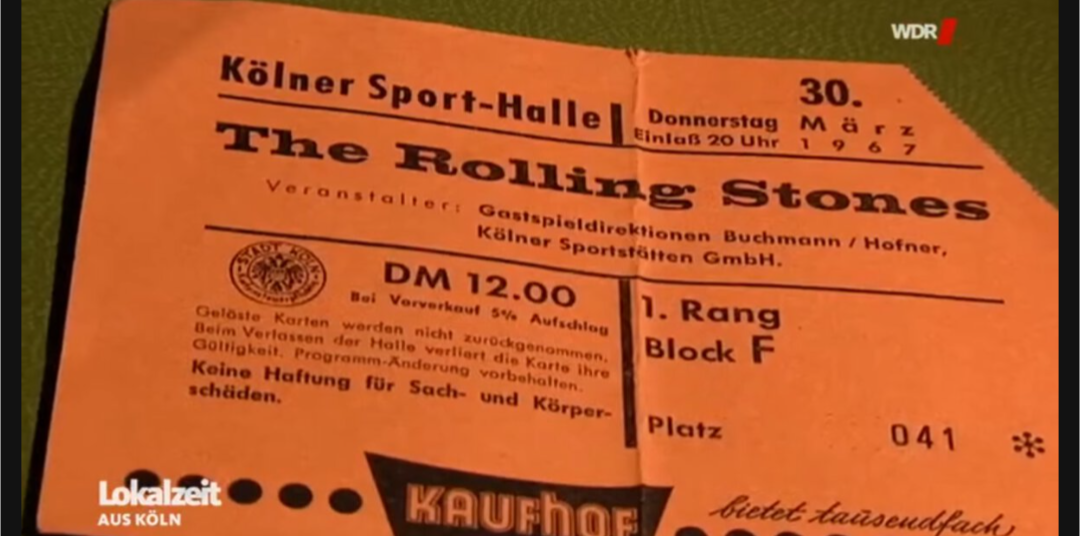 WDR
Kölner Sport-Halle
Donnerstag
Einlaß 20 Uhr
30.
März
1967
The Rolling Stones
Veranstalter: Gastspieldirektionen Buchmann / Hofner,
Kölner Sportstätten GmbH.
STADT KÖLN
DM 12.00
Bei Vorverkauf 5% Aufschlag
Gelöste Karten werden nicht zurückgenommen.
Beim Verlassen der Halle verliert die Karte ihre
Gültigkeit. Programm-Änderung vorbehalten.
Keine Haftung für Sach- und Körper-
schäden.
1. Rang
Block F
Platz 041
KAUFHOF
bietet tausendfach
Lokalzeit
AUS KÖLN